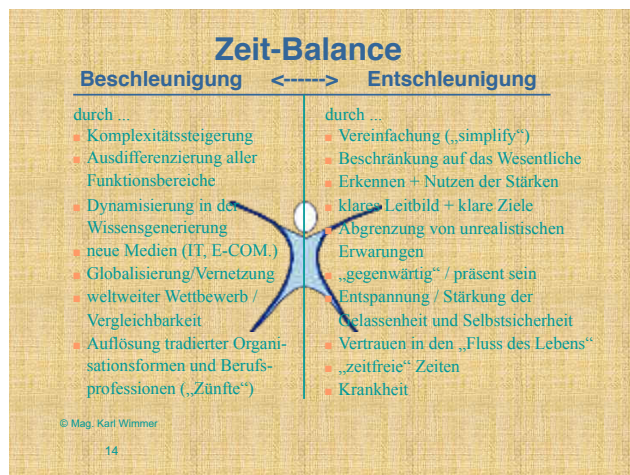 Zeit-Balance
Beschleunigung <------> Entschleunigung
durch ...
Komplexitätssteigerung
Ausdifferenzierung aller
Funktionsbereiche
Dynamisierung in der
Wissensgenerierung
neue Medien (IT, E-COM.)
Globalisierung/Vernetzung
weltweiter Wettbewerb /
Vergleichbarkeit
Auflösung tradierter Organi-
sationsformen und Berufs-
professionen („Zünfte“)
durch ...
Vereinfachung („simplify“)
Beschränkung auf das Wesentliche
Erkennen + Nutzen der Stärken
klares Leitbild + klare Ziele
Abgrenzung von unrealistischen
Erwarungen
„gegenwärtig“ / präsent sein
Entspannung / Stärkung der
Gelassenheit und Selbstsicherheit
Vertrauen in den „Fluss des Lebens“
„zeitfreie“ Zeiten
Krankheit
© Mag. Karl Wimmer
14